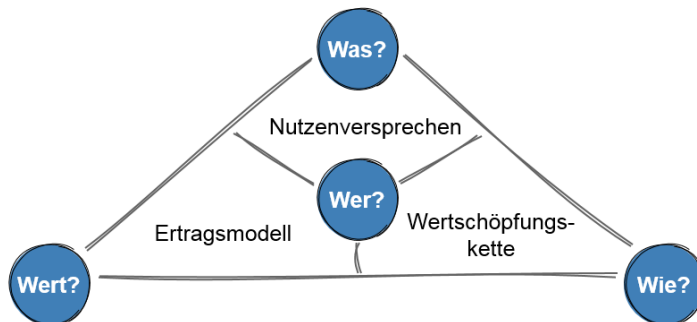 Was?
Nutzenversprechen
Wer?
Ertragsmodell
Wertschöpfungs-
kette
Wert?
Wie?